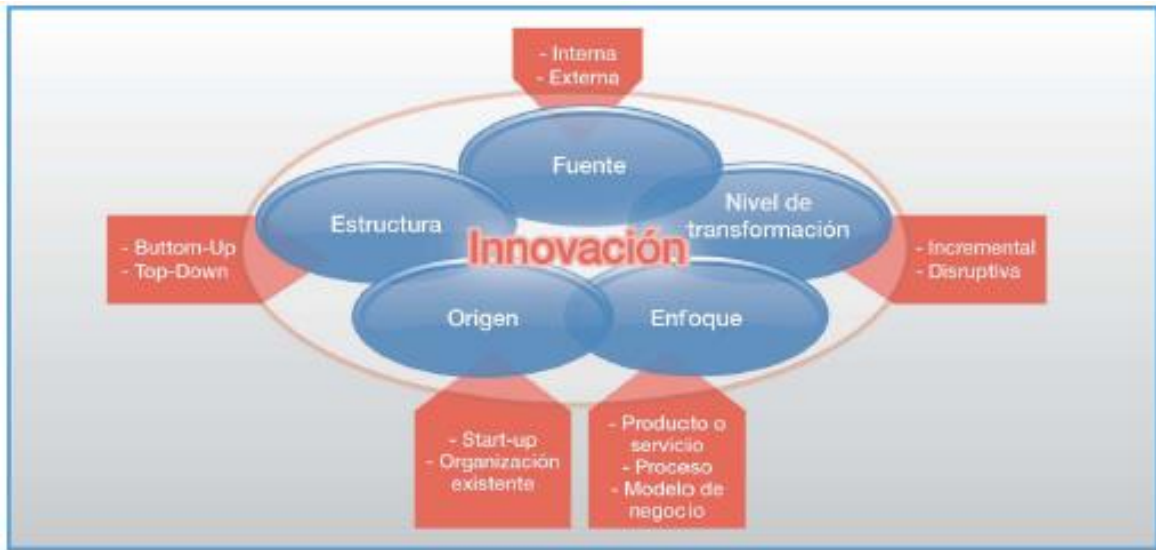 - Interna
- Externa
Fuente
Estructura
Nivel de
transformación
Innovación
- Buttom-Up
- Top-Down
- Incremental
- Disruptiva
Origen
Enfoque
- Start-up
- Organización
existente
- Producto o
servicio
- Proceso
- Modelo de
negocio